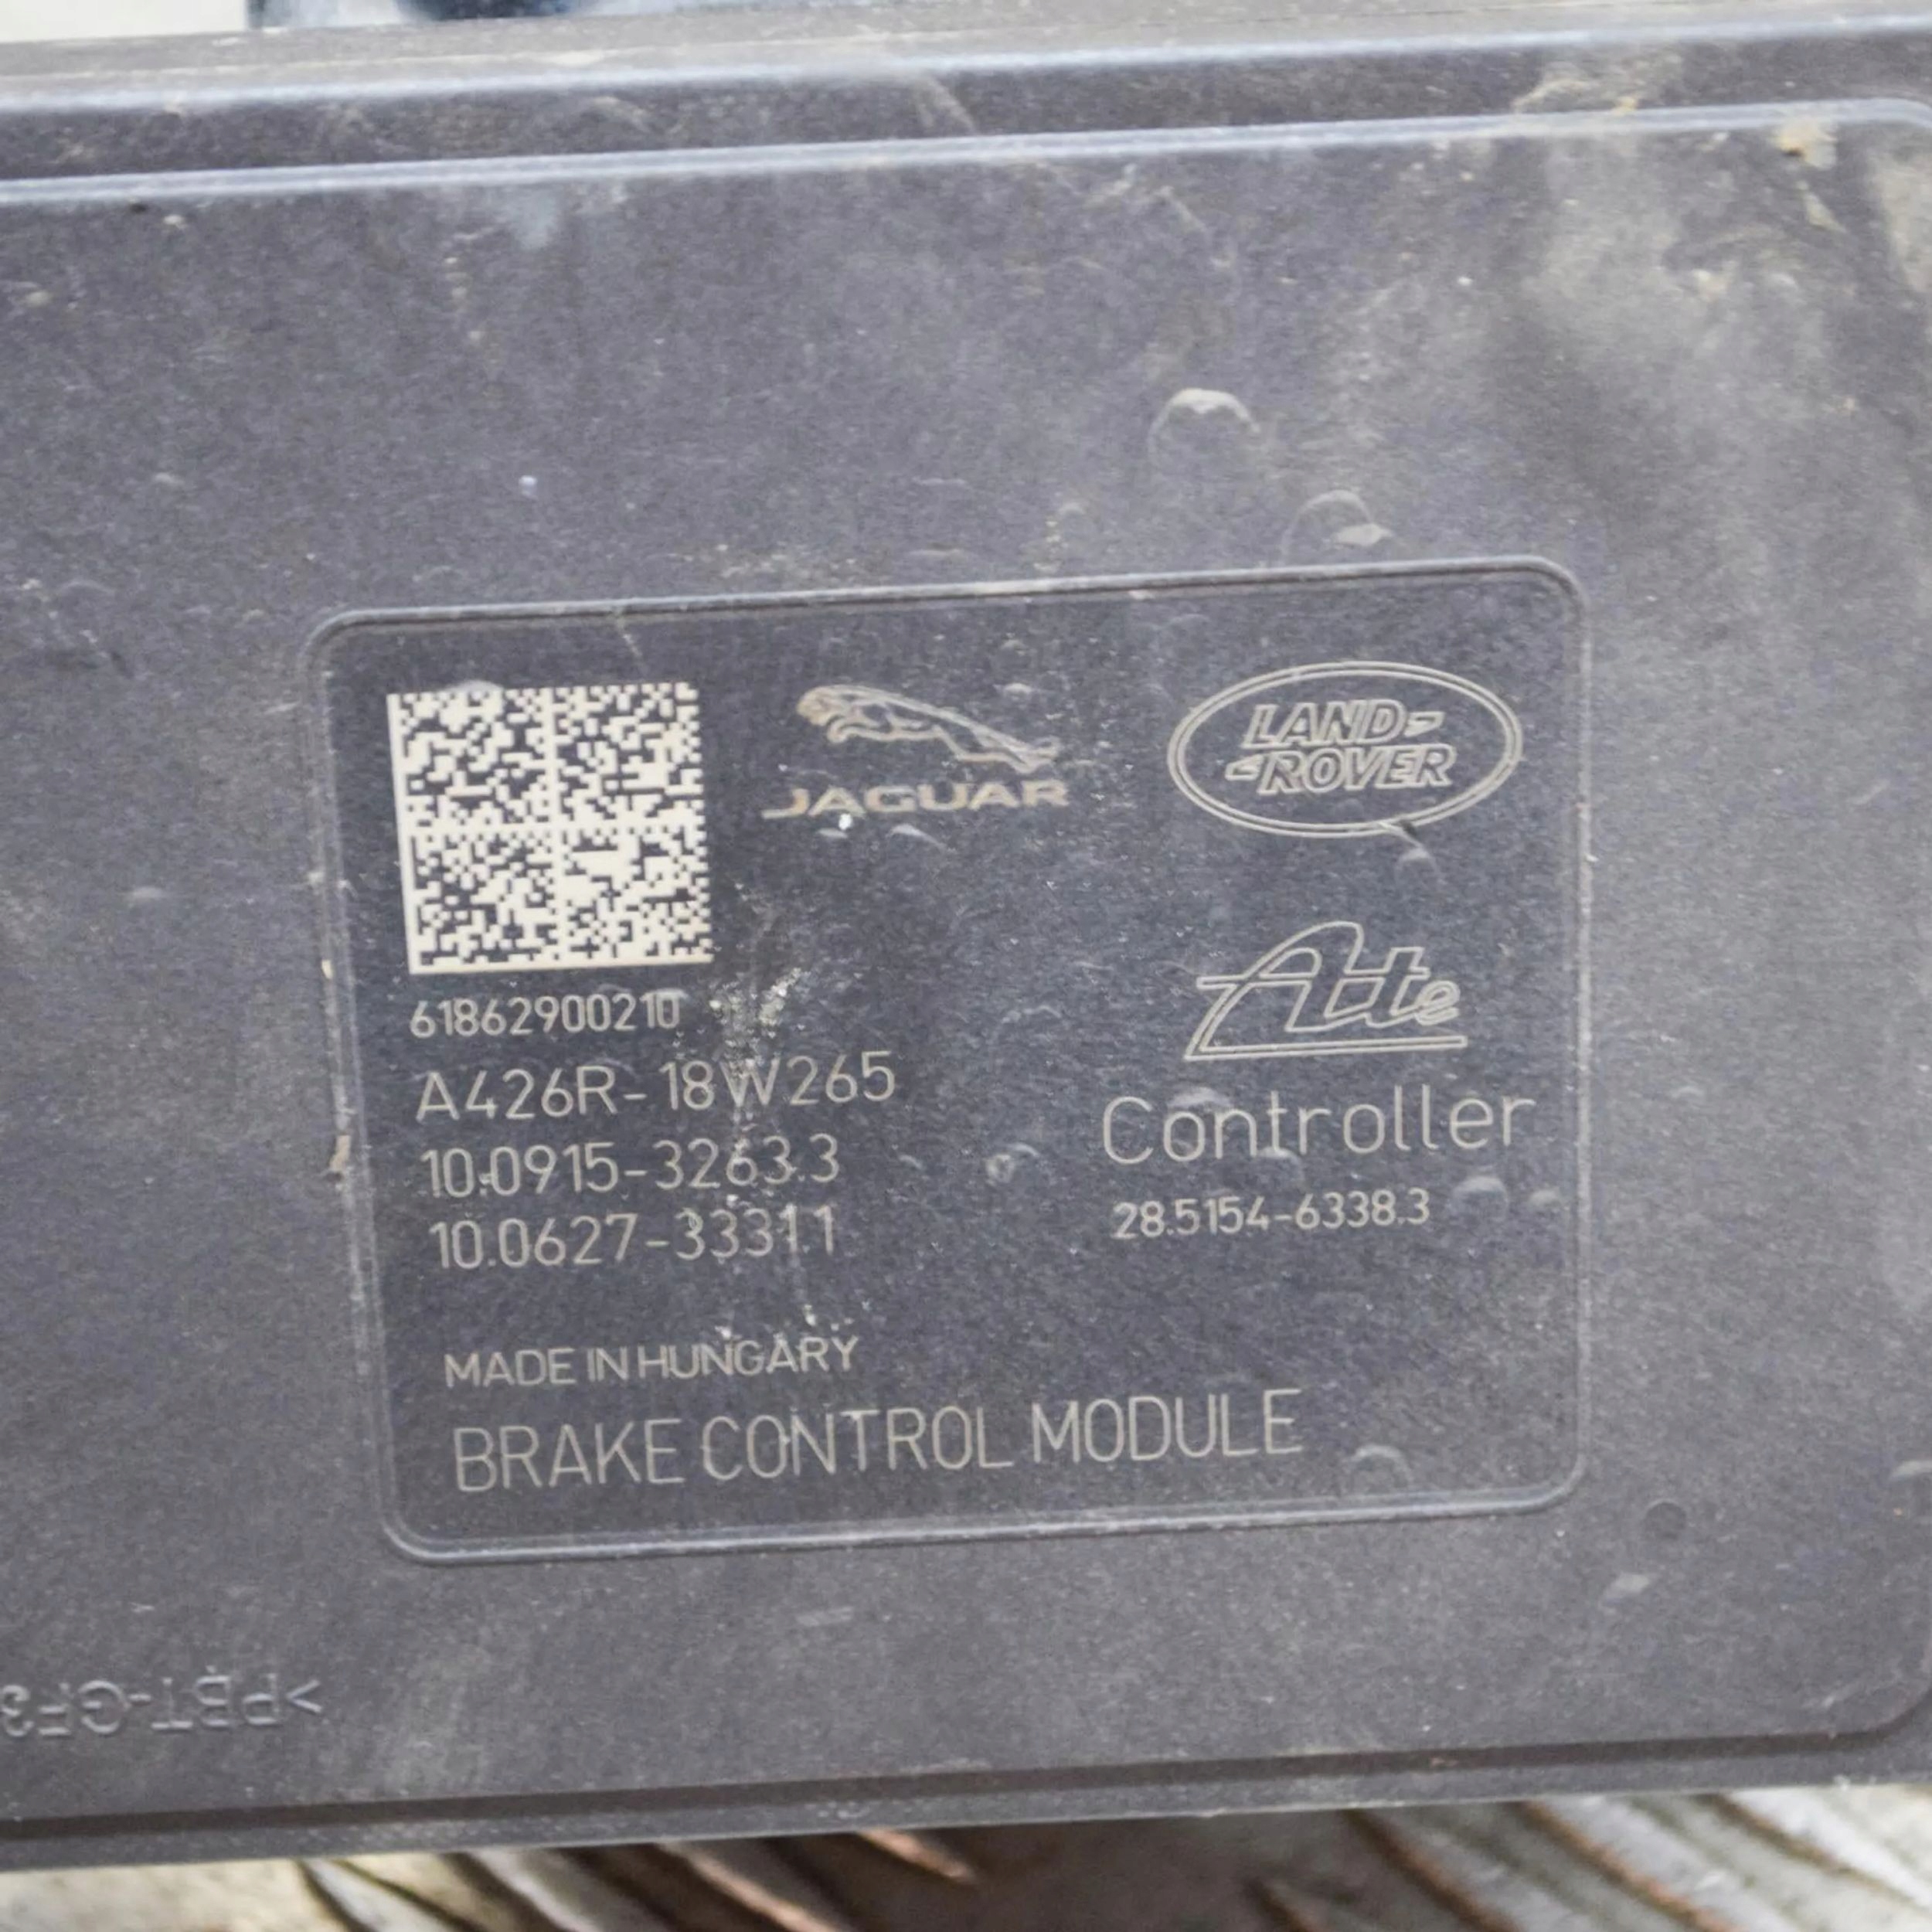 JAGUAR
LAND-
-ROVER
61862900210
A426R-18W265
10.0915-3263.3
10.0627-3331.1
Ate
Controller
28.5154-6338.3
MADE IN HUNGARY
BRAKE CONTROL MODULE
>PBT-GF3